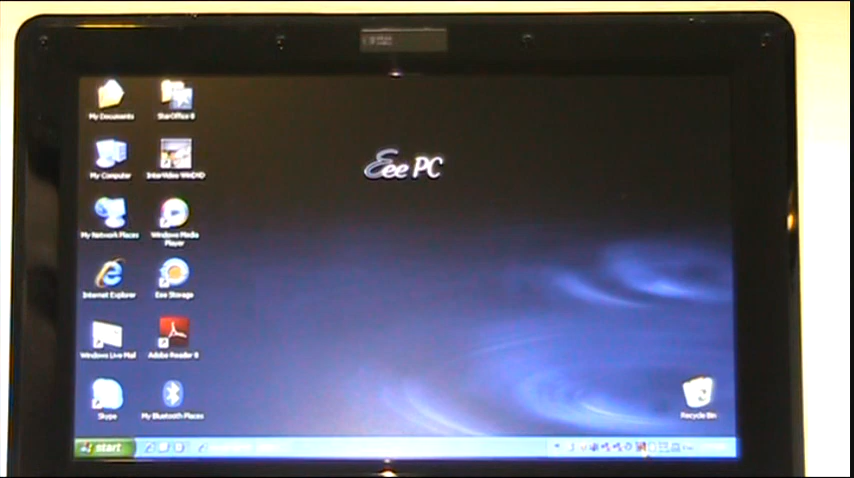 My Documents
StarOffice 8
Eee PC
My Computer
InterVideo WinDVD
My Network Places
Windows Media
Player
Internet Explorer
Eee Storage
Windows Live Mail
Adobe Reader 8
Skype
My Bluetooth Places
Recycle Bin
start